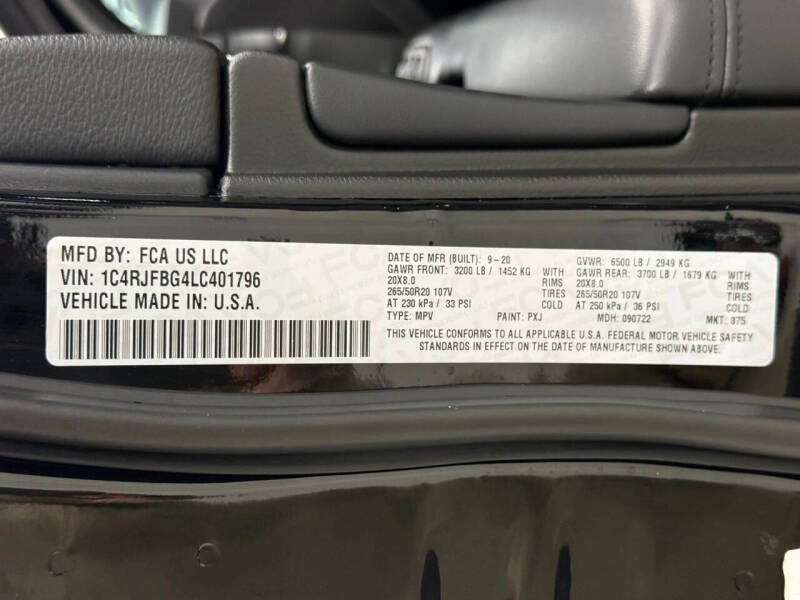 MFD BY: FCA US LLC
VIN: 1C4RJFBG4LC401796
VEHICLE MADE IN: U.S.A.
DATE OF MFR (BUILT): 9-20 GVWR: 6500 LB / 2949 KG
GAWR FRONT: 3200 LB / 1452 KG WITH GAWR REAR: 3700 LB / 1679 KG WITH
20X8.0 RIMS 20X8.0 RIMS
265/50R20 107V TIRES 265/50R20 107V TIRES
AT 230 kPa / 33 PSI COLD AT 250 kPa / 36 PSI COLD
TYPE: MPV PAINT: PXJ MDH: 090722 MKT: 875
THIS VEHICLE CONFORMS TO ALL APPLICABLE U.S.A. FEDERAL MOTOR VEHICLE SAFETY
STANDARDS IN EFFECT ON THE DATE OF MANUFACTURE SHOWN ABOVE.